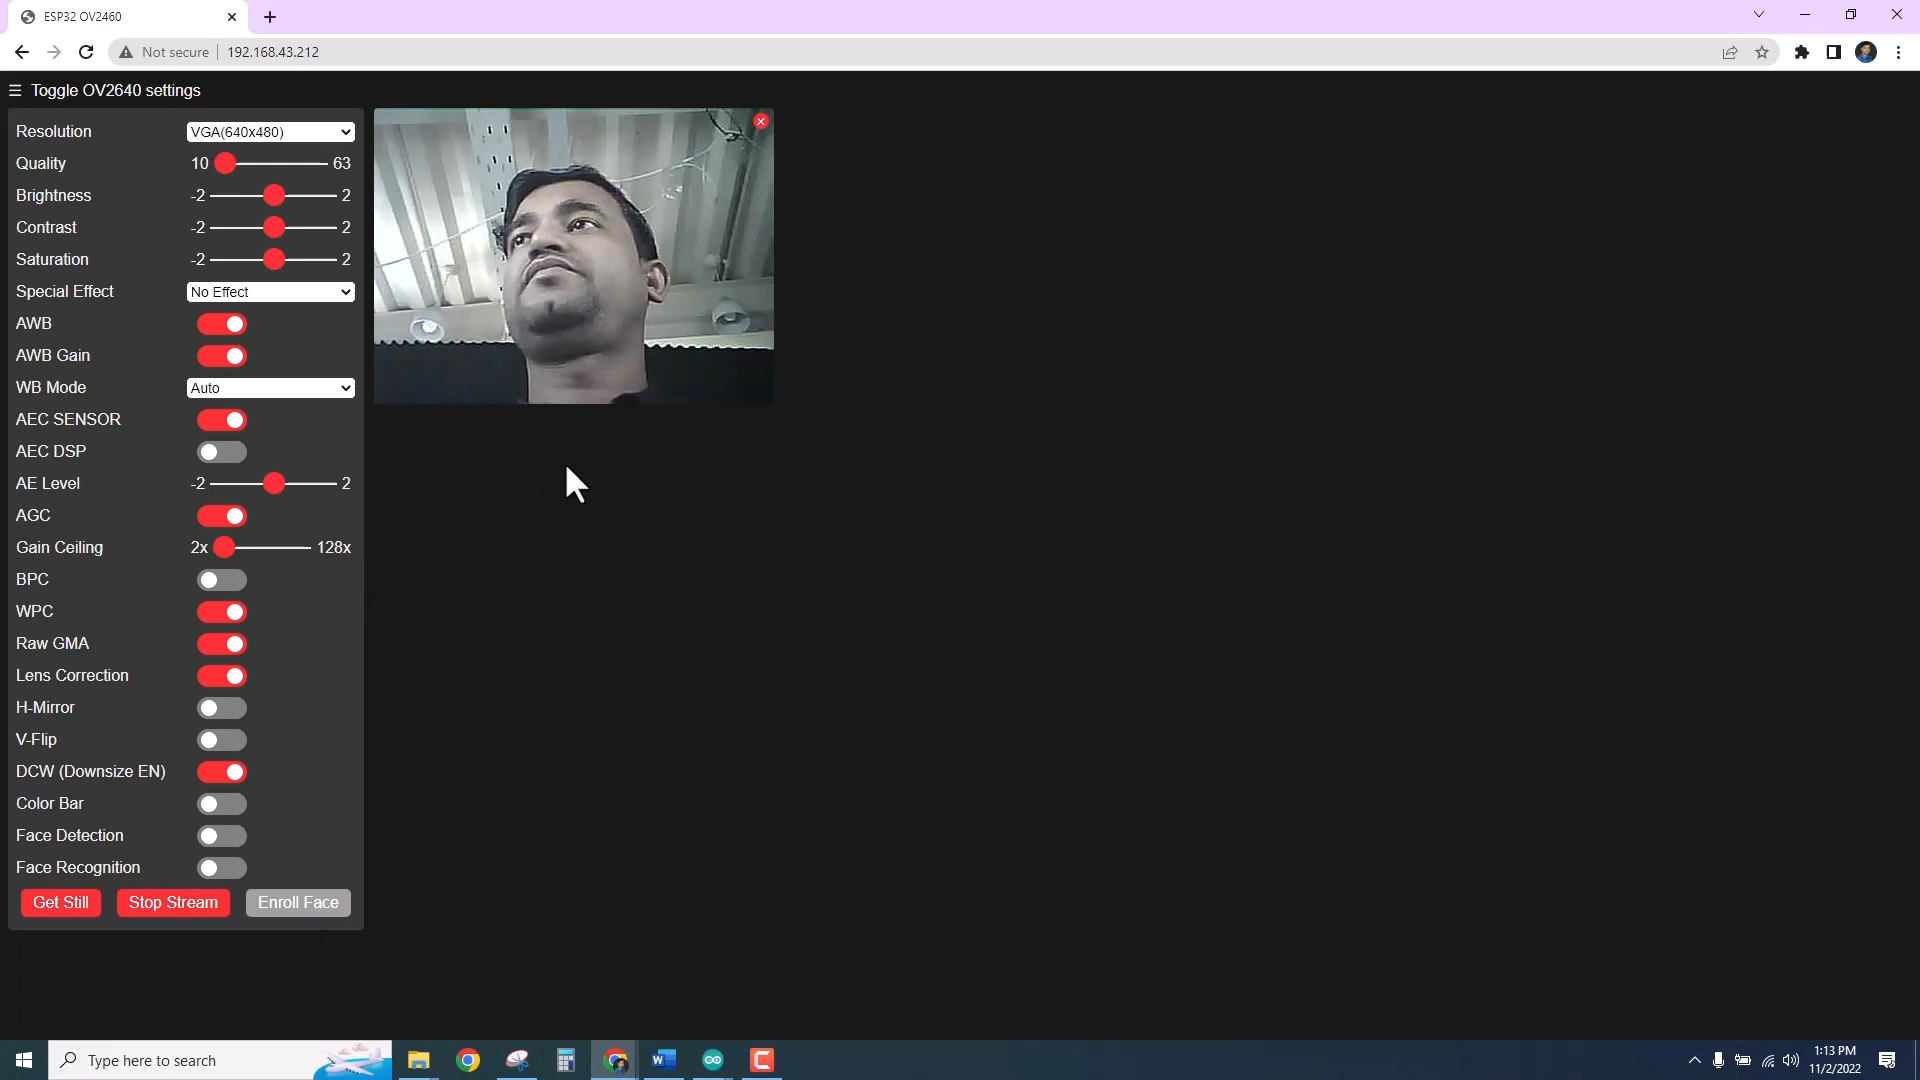 ESP32 OV2460
Not secure 192.168.43.212
Toggle OV2640 settings
Resolution VGA(640x480)
Quality 10 63
Brightness -2 2
Contrast -2 2
Saturation -2 2
Special Effect No Effect
AWB
AWB Gain
WB Mode Auto
AEC SENSOR
AEC DSP
AE Level -2 2
AGC
Gain Ceiling 2x 128x
BPC
WPC
Raw GMA
Lens Correction
H-Mirror
V-Flip
DCW (Downsize EN)
Color Bar
Face Detection
Face Recognition
Get Still Stop Stream Enroll Face
Type here to search
1:13 PM
11/2/2022